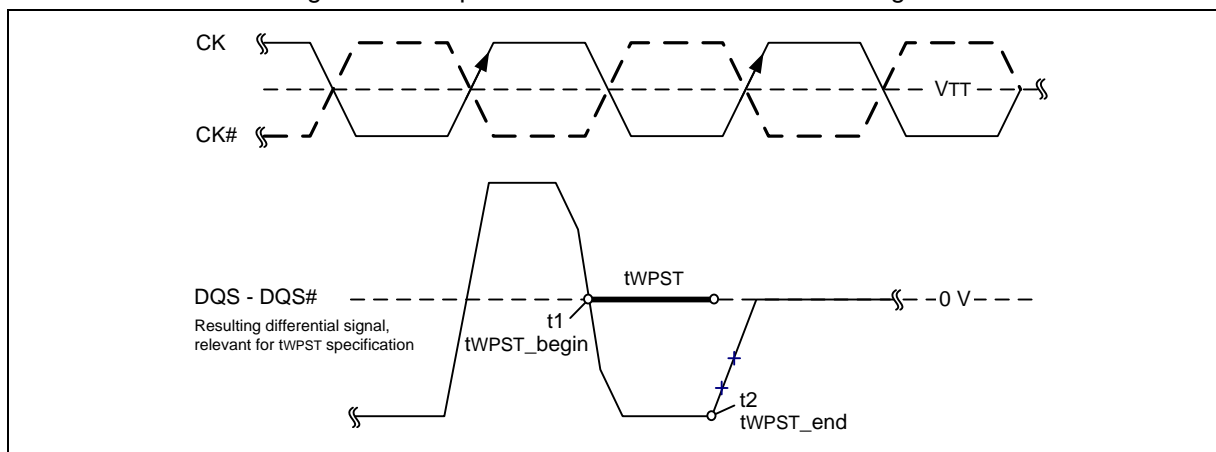 CK
VTT
CK#
tWPST
DQS - DQS#
0 V
Resulting differential signal,
relevant for tWPST specification
t1
tWPST_begin
t2
tWPST_end